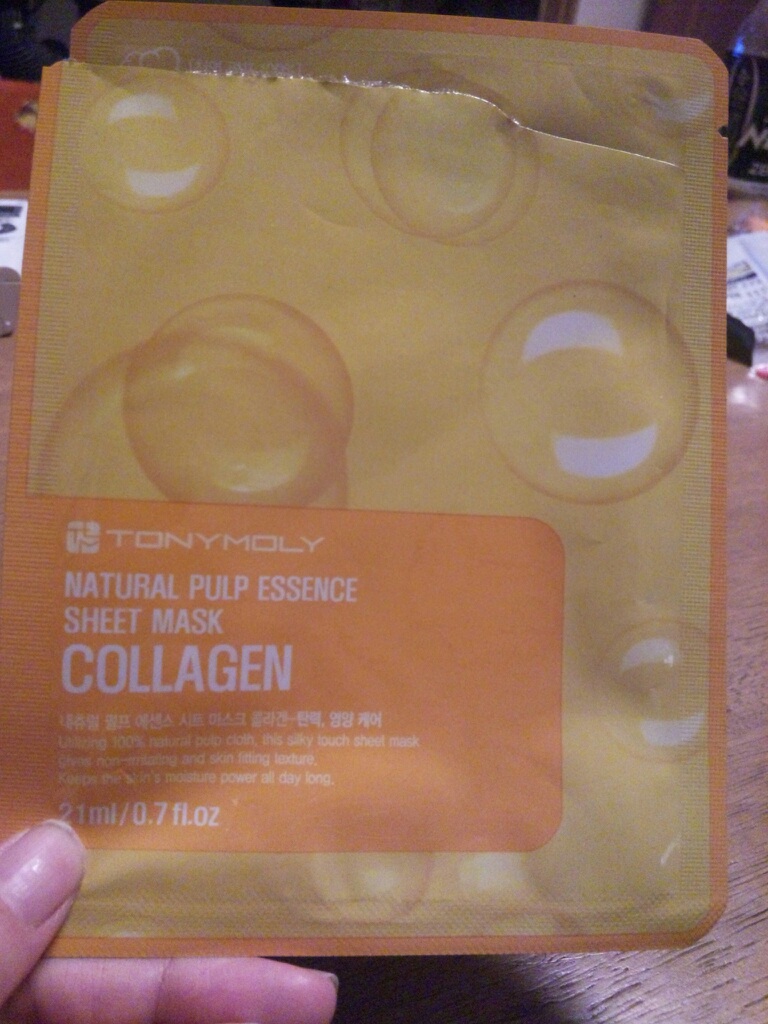 TONYMOLY
NATURAL PULP ESSENCE
SHEET MASK
COLLAGEN
내츄럴 펄프 에센스 시트 마스크 콜라겐-탄력, 영양 케어
Utilizing 100% natural pulp cloth, this silky touch sheet mask
gives non-irritating and skin fitting texture.
Keeps the skin's moisture power all day long.
21ml/0.7 fl.oz